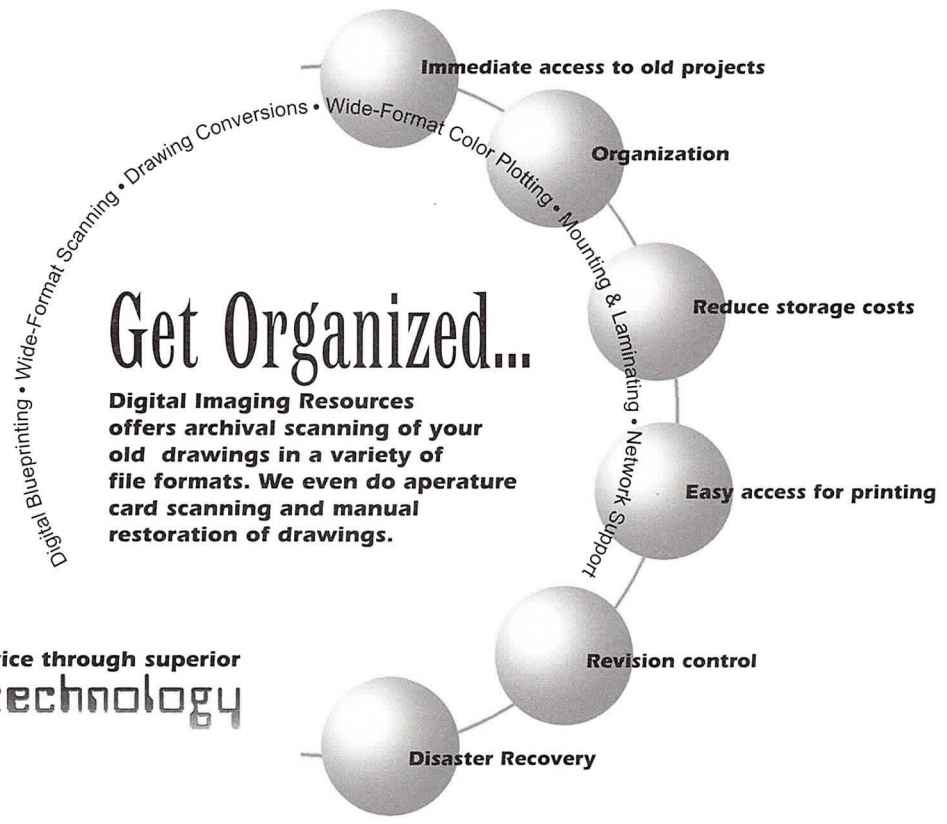 Immediate access to old projects
Organization
Reduce storage costs
Easy access for printing
Revision control
Disaster Recovery
Digital Blueprinting • Wide-Format Scanning • Drawing Conversions • Wide-Format Color Plotting • Mounting & Laminating • Network Support
Get Organized...
Digital Imaging Resources
offers archival scanning of your
old drawings in a variety of
file formats. We even do aperature
card scanning and manual
restoration of drawings.
through superior